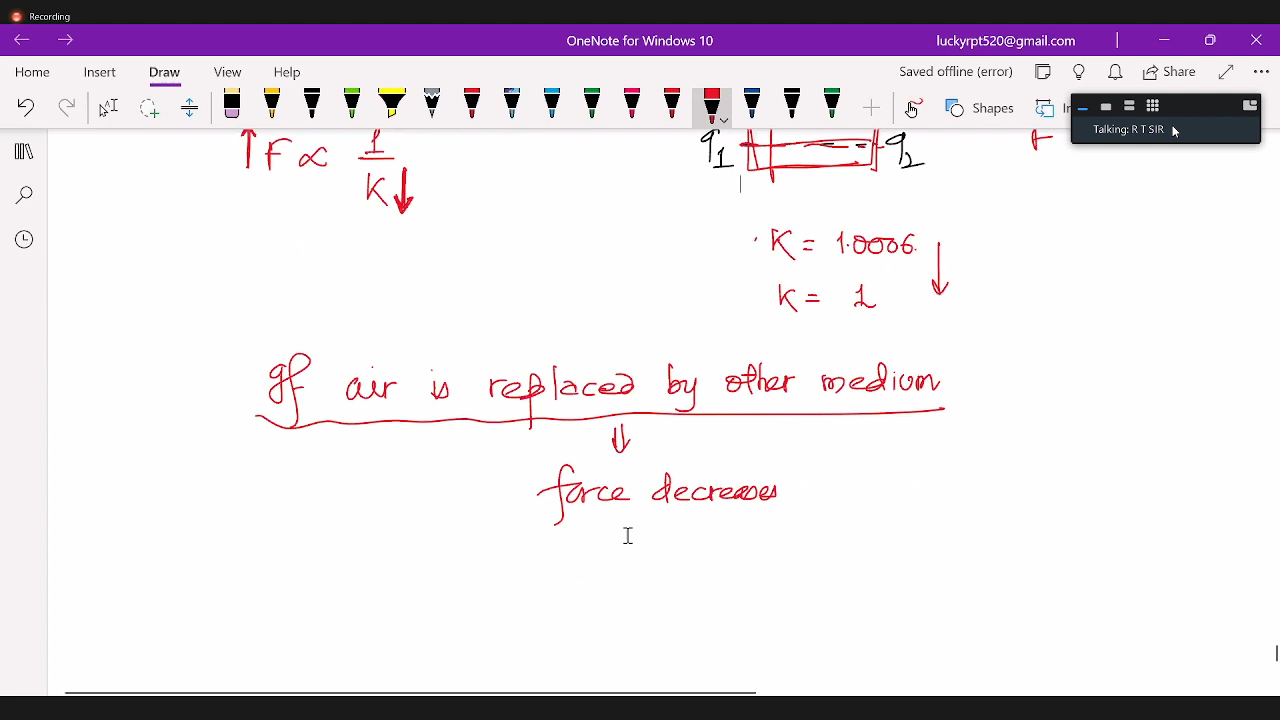 Recording
OneNote for Windows 10
luckyrpt520@gmail.com
Home Insert Draw View Help
Saved offline (error)
Share
Shapes
In
Talking: R T SIR
↑ F ∝ 1/K ↓
q1 q2
F
K = 1.0006
K = 1
If air is replaced by other medium
⇓
force decreases